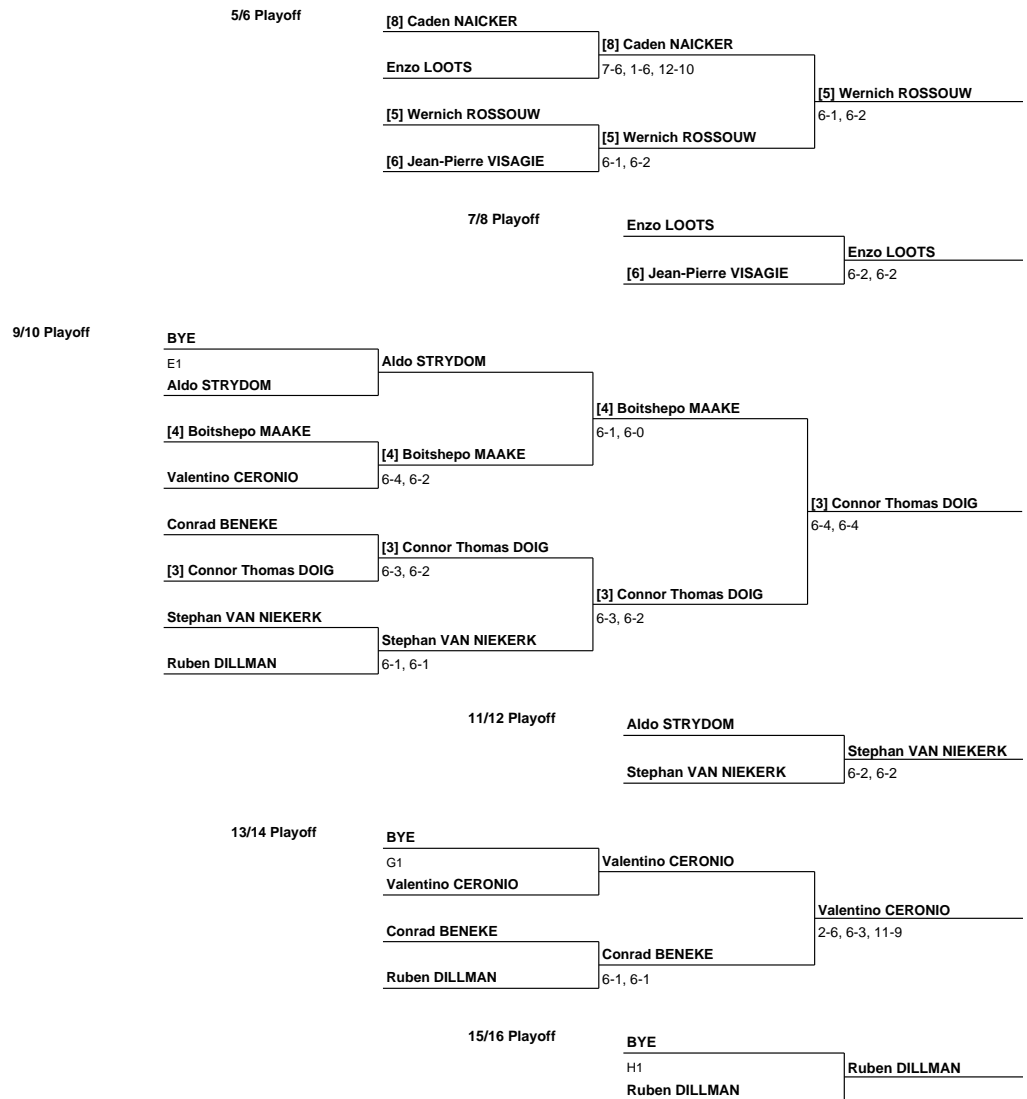 5/6 Playoff
[8] Caden NAICKER
[8] Caden NAICKER
Enzo LOOTS
7-6, 1-6, 12-10
[5] Wernich ROSSOUW
6-1, 6-2
[5] Wernich ROSSOUW
[5] Wernich ROSSOUW
[6] Jean-Pierre VISAGIE
6-1, 6-2
7/8 Playoff
Enzo LOOTS
Enzo LOOTS
[6] Jean-Pierre VISAGIE
6-2, 6-2
9/10 Playoff
BYE
E1
Aldo STRYDOM
Aldo STRYDOM
[4] Boitshepo MAAKE
6-1, 6-0
[4] Boitshepo MAAKE
[4] Boitshepo MAAKE
Valentino CERONIO
6-4, 6-2
[3] Connor Thomas DOIG
6-4, 6-4
Conrad BENEKE
[3] Connor Thomas DOIG
[3] Connor Thomas DOIG
6-3, 6-2
[3] Connor Thomas DOIG
6-3, 6-2
Stephan VAN NIEKERK
Stephan VAN NIEKERK
Ruben DILLMAN
6-1, 6-1
11/12 Playoff
Aldo STRYDOM
Stephan VAN NIEKERK
Stephan VAN NIEKERK
6-2, 6-2
13/14 Playoff
BYE
G1
Valentino CERONIO
Valentino CERONIO
Valentino CERONIO
2-6, 6-3, 11-9
Conrad BENEKE
Conrad BENEKE
Ruben DILLMAN
6-1, 6-1
15/16 Playoff
BYE
H1
Ruben DILLMAN
Ruben DILLMAN